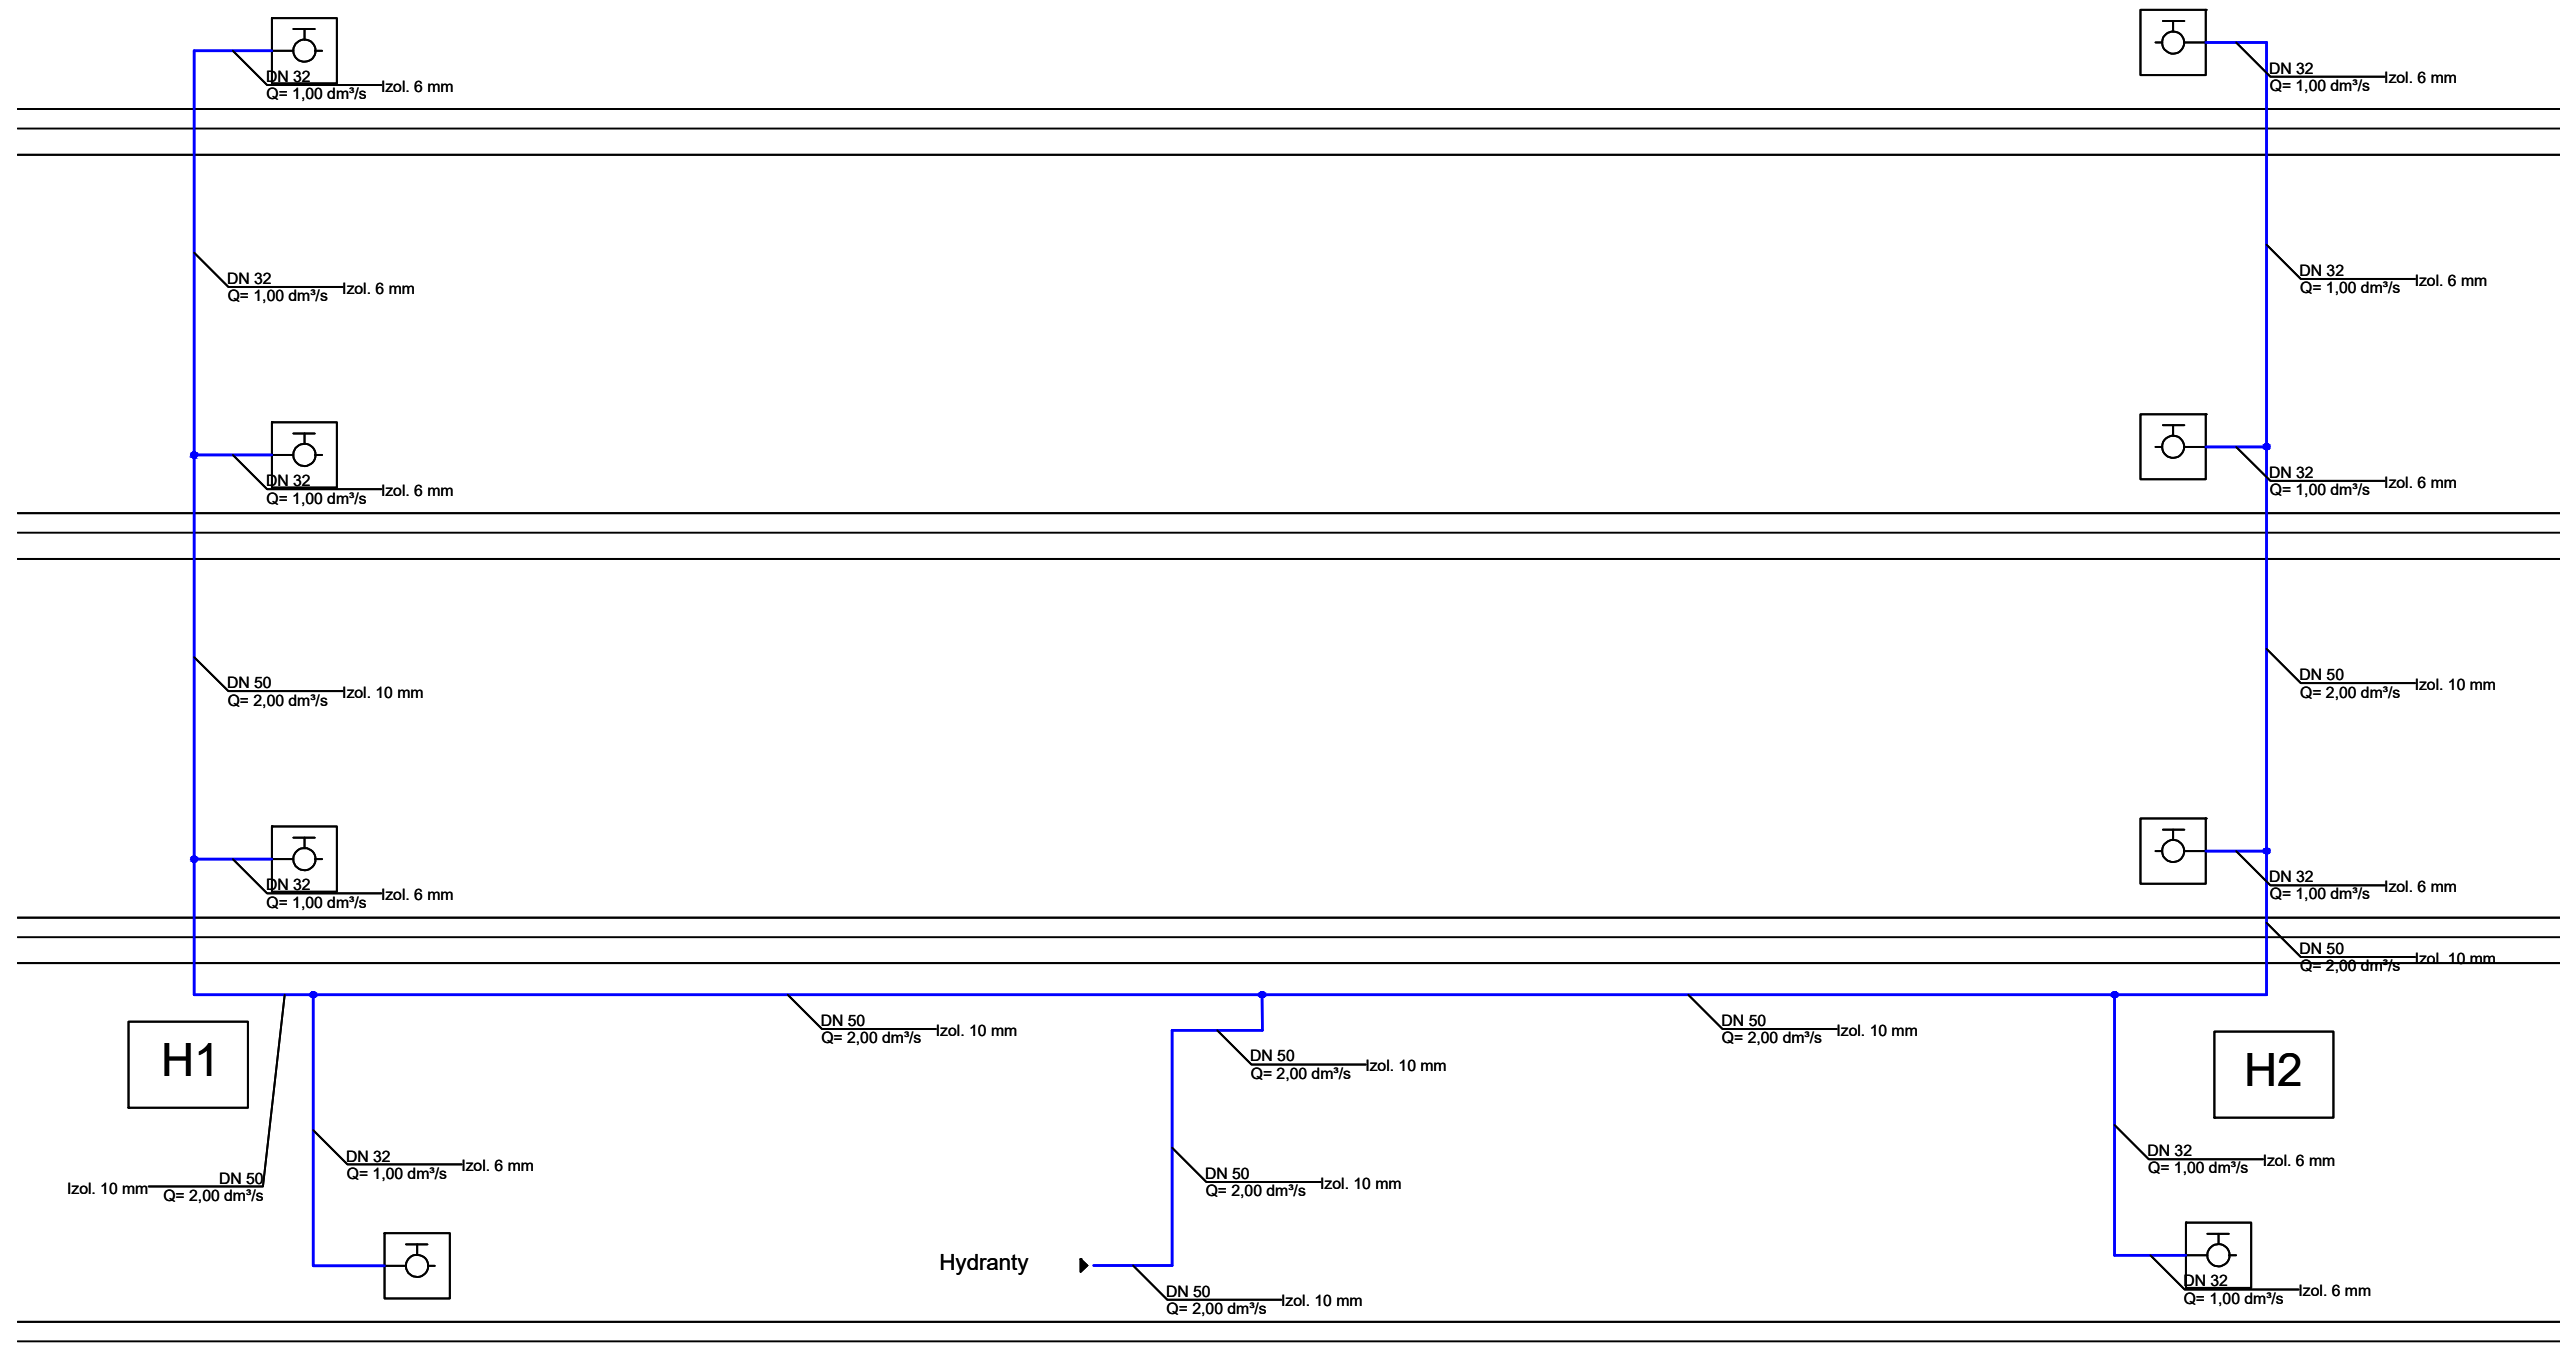 DN 32
Q= 1,00 dm³/s
Izol. 6 mm
DN 32
Q= 1,00 dm³/s
Izol. 6 mm
DN 32
Q= 1,00 dm³/s
Izol. 6 mm
DN 32
Q= 1,00 dm³/s
Izol. 6 mm
DN 32
Q= 1,00 dm³/s
Izol. 6 mm
DN 32
Q= 1,00 dm³/s
Izol. 6 mm
DN 50
Q= 2,00 dm³/s
Izol. 10 mm
DN 50
Q= 2,00 dm³/s
Izol. 10 mm
DN 32
Q= 1,00 dm³/s
Izol. 6 mm
DN 32
Q= 1,00 dm³/s
Izol. 6 mm
DN 50
Q= 2,00 dm³/s
Izol. 10 mm
DN 50
Q= 2,00 dm³/s
Izol. 10 mm
DN 50
Q= 2,00 dm³/s
Izol. 10 mm
H1
DN 50
Q= 2,00 dm³/s
Izol. 10 mm
H2
DN 32
Q= 1,00 dm³/s
Izol. 6 mm
DN 32
Q= 1,00 dm³/s
Izol. 6 mm
Izol. 10 mm
DN 50
Q= 2,00 dm³/s
DN 50
Q= 2,00 dm³/s
Izol. 10 mm
Hydranty
DN 50
Q= 2,00 dm³/s
Izol. 10 mm
DN 32
Q= 1,00 dm³/s
Izol. 6 mm